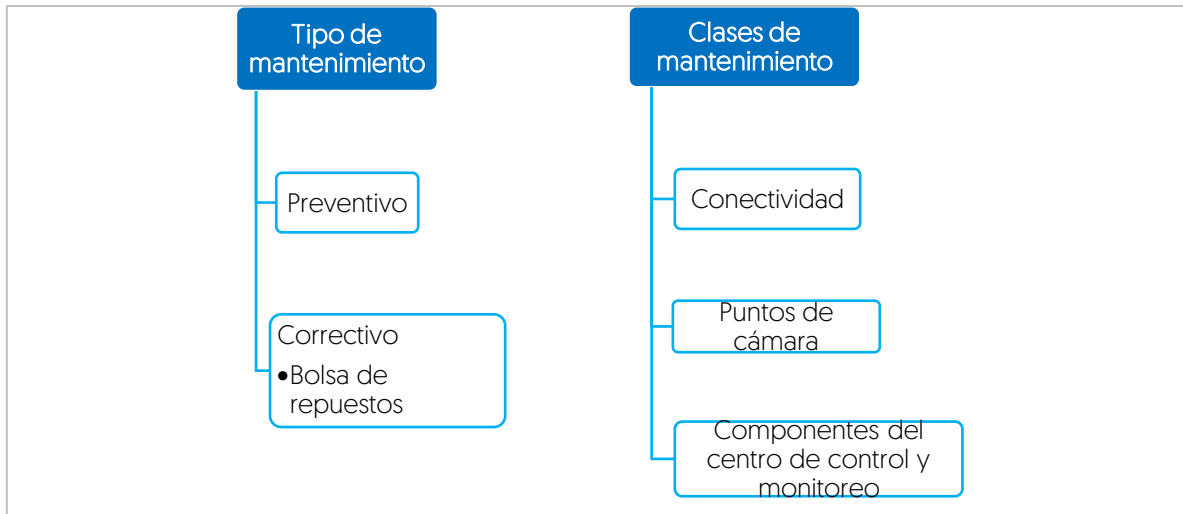 Tipo de
mantenimiento
Preventivo
Correctivo
•Bolsa de
repuestos
Clases de
mantenimiento
Conectividad
Puntos de
cámara
Componentes del
centro de control y
monitoreo